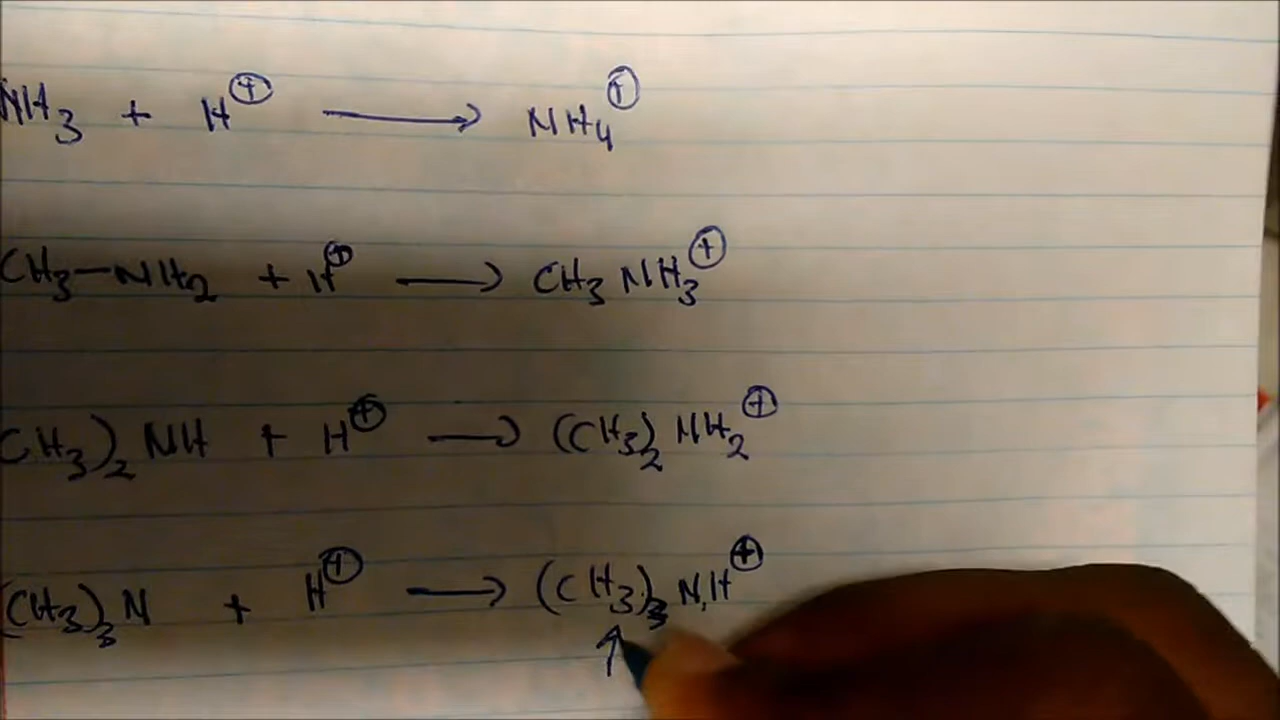 NH₃ + H⊕ ⟶ NH₄⊕
CH₃—NH₂ + H⊕ ⟶ CH₃NH₃⊕
(CH₃)₂NH + H⊕ ⟶ (CH₃)₂NH₂⊕
(CH₃)₃N + H⊕ ⟶ (CH₃)₃NH⊕